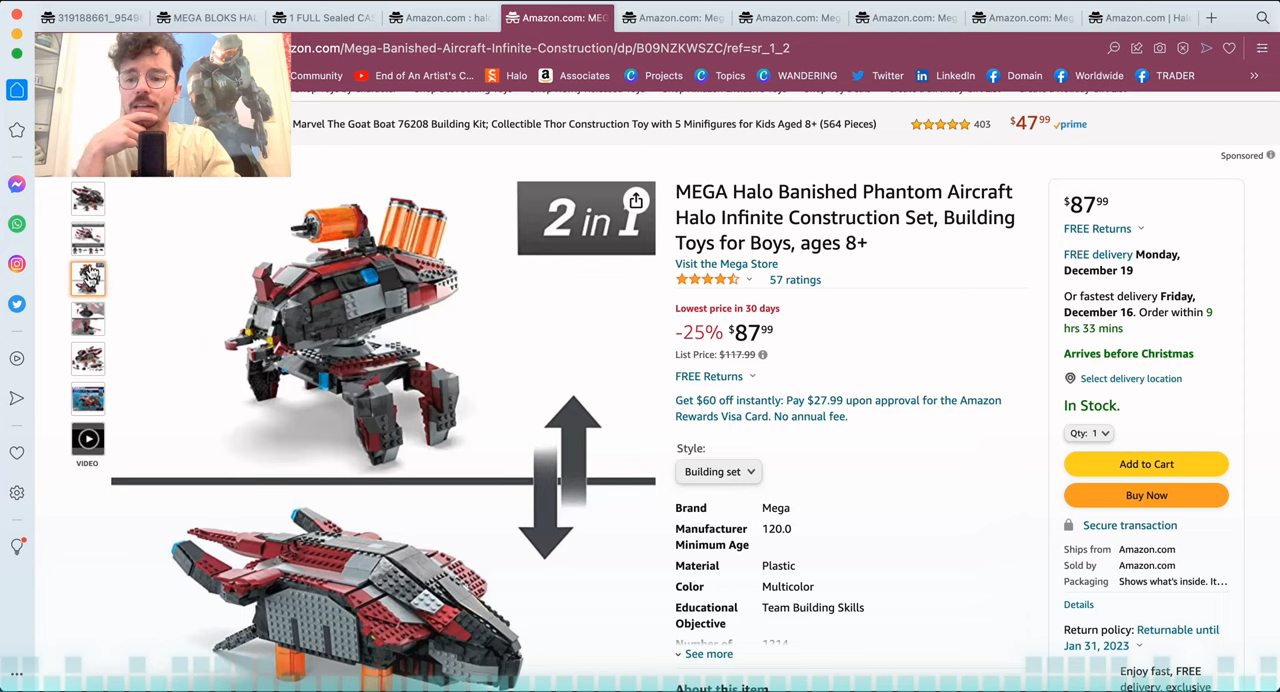 319188661_9549
MEGA BLOKS HAL
1 FULL Sealed CA
Amazon.com : halo
Amazon.com: MEG
Amazon.com: Meg
Amazon.com: Meg
Amazon.com: Meg
Amazon.com: Meg
Amazon.com | Hal
zon.com/Mega-Banished-Aircraft-Infinite-Construction/dp/B09NZKWSZC/ref=sr_1_2
Community
End of An Artist's C...
Halo
Associates
Projects
Topics
WANDERING
Twitter
LinkedIn
Domain
Worldwide
TRADER
Marvel The Goat Boat 76208 Building Kit; Collectible Thor Construction Toy with 5 Minifigures for Kids Aged 8+ (564 Pieces)
403
$47 99 prime
Sponsored
2 in 1
VIDEO
MEGA Halo Banished Phantom Aircraft
Halo Infinite Construction Set, Building
Toys for Boys, ages 8+
Visit the Mega Store
57 ratings
Lowest price in 30 days
-25% $87 99
List Price: $117.99
FREE Returns
Get $60 off instantly: Pay $27.99 upon approval for the Amazon
Rewards Visa Card. No annual fee.
Style:
Building set
Brand Mega
Manufacturer 120.0
Minimum Age
Material Plastic
Color Multicolor
Educational Team Building Skills
Objective
Number of 1214
See more
About this item
$87 99
FREE Returns
FREE delivery Monday,
December 19
Or fastest delivery Friday,
December 16. Order within 9
hrs 33 mins
Arrives before Christmas
Select delivery location
In Stock.
Qty: 1
Add to Cart
Buy Now
Secure transaction
Ships from Amazon.com
Sold by Amazon.com
Packaging Shows what's inside. It...
Details
Return policy: Returnable until
Jan 31, 2023
Enjoy fast, FREE
delivery, exclusive